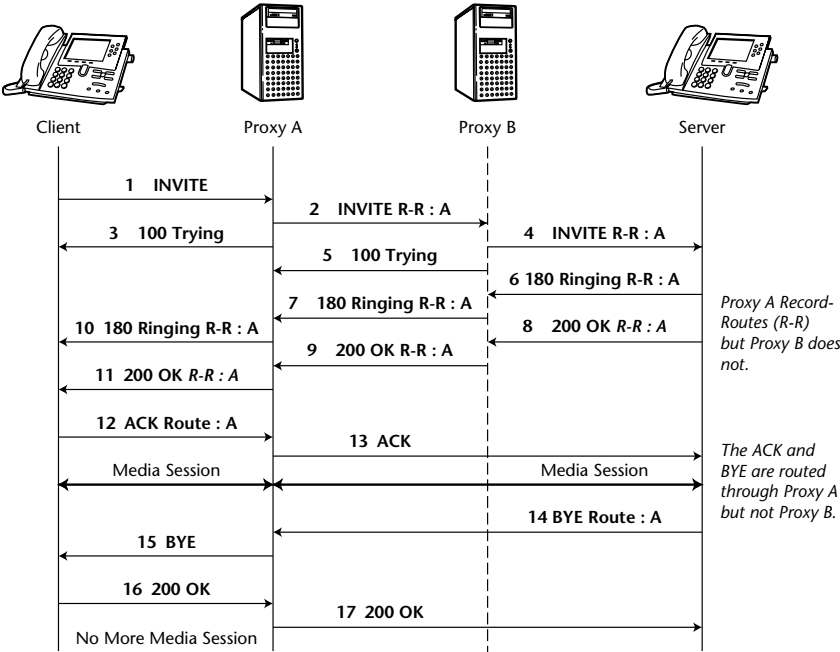 Client
Proxy A
Proxy B
Server
1 INVITE
2 INVITE R-R : A
3 100 Trying
4 INVITE R-R : A
5 100 Trying
6 180 Ringing R-R : A
7 180 Ringing R-R : A
Proxy A Record-
Routes (R-R)
but Proxy B does
not.
8 200 OK R-R : A
10 180 Ringing R-R : A
9 200 OK R-R : A
11 200 OK R-R : A
12 ACK Route : A
13 ACK
The ACK and
BYE are routed
through Proxy A
but not Proxy B.
Media Session
Media Session
14 BYE Route : A
15 BYE
16 200 OK
17 200 OK
No More Media Session